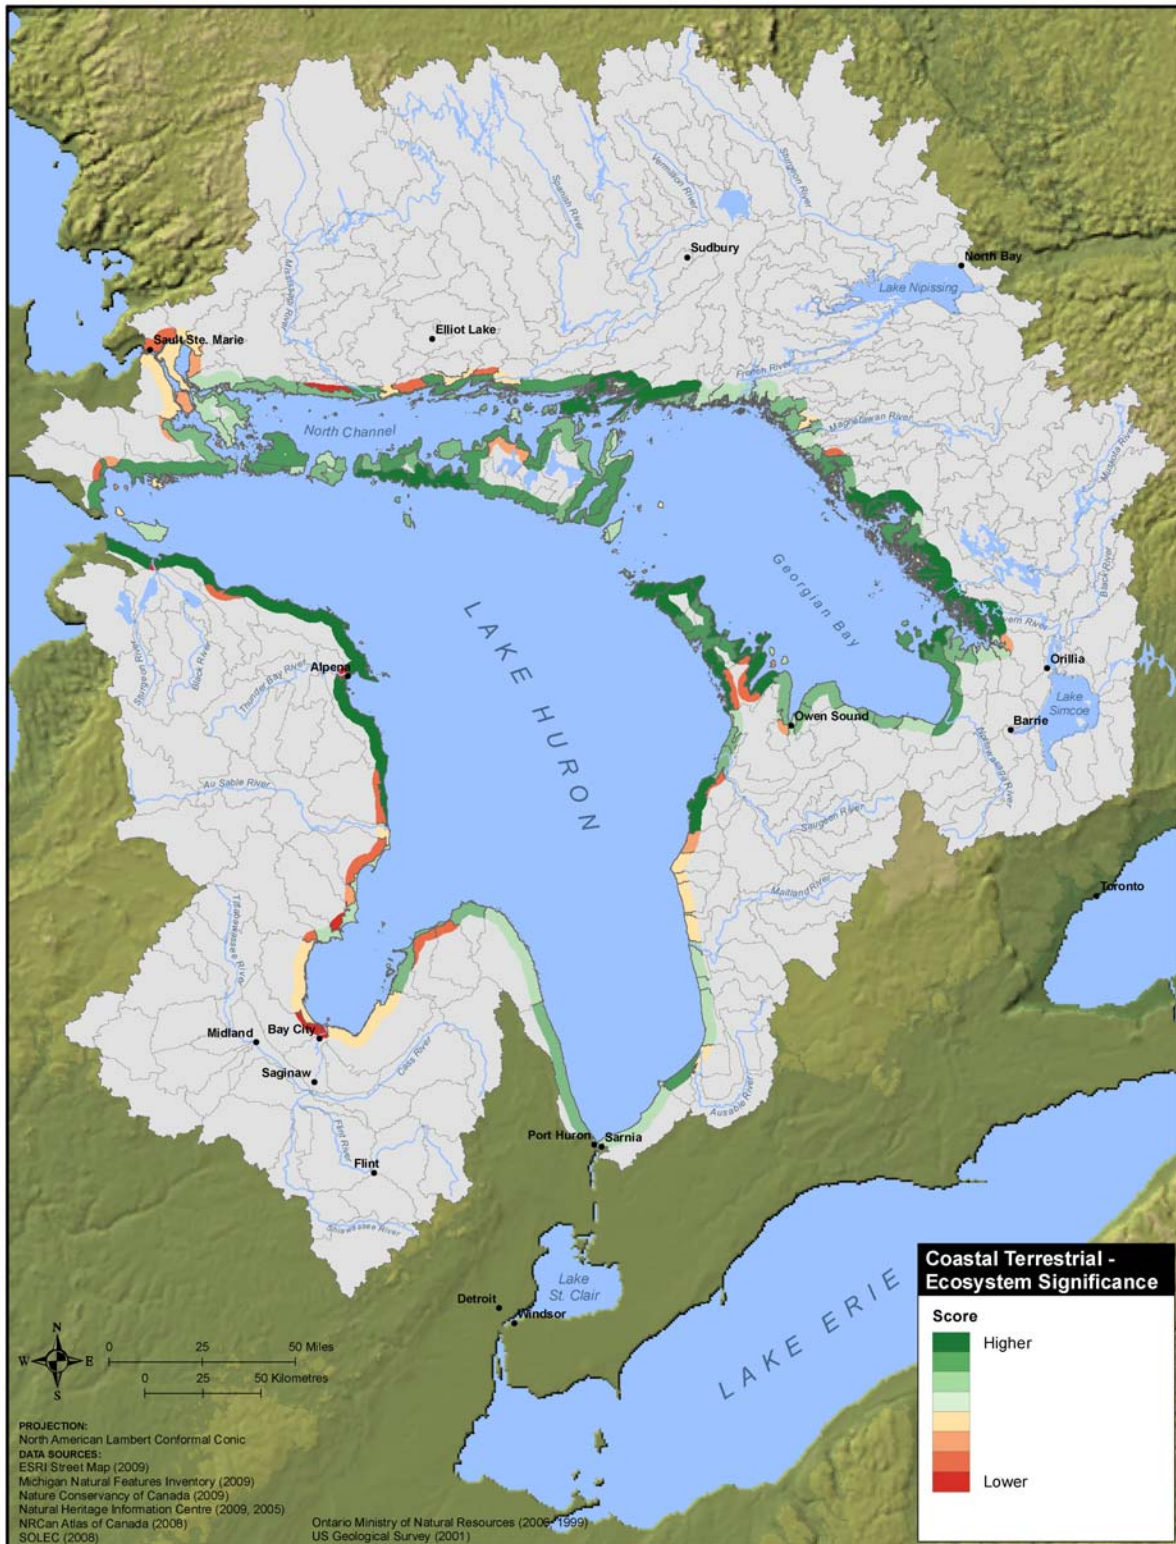 Sturgeon River
Vermilion River
Spanish River
Sudbury
North Bay
Lake Nipissing
Mississagi River
Elliot Lake
Sault Ste. Marie
French River
Magnetawan River
North Channel
Muskoka River
Georgian Bay
Black River
LAKE HURON
Sturgeon River
Black River
Thunder Bay River
Alpena
Orillia
Lake
Simcoe
Barrie
Owen Sound
Nottawasaga River
Au Sable River
Saugeen River
Maitland River
Toronto
Tittabawassee River
Midland
Bay City
Saginaw
Cass River
Ausable River
Port Huron
Sarnia
Flint River
Flint
Shiawassee River
Lake
St. Clair
Detroit
Windsor
LAKE ERIE
Coastal Terrestrial -
Ecosystem Significance
Score
Higher
Lower
N
W E
S
0 25 50 Miles
0 25 50 Kilometres
PROJECTION:
North American Lambert Conformal Conic
DATA SOURCES:
ESRI Street Map (2009)
Michigan Natural Features Inventory (2009)
Nature Conservancy of Canada (2009)
Natural Heritage Information Centre (2009, 2005)
NRCan Atlas of Canada (2008)
SOLEC (2008)
Ontario Ministry of Natural Resources (2006, 1999)
US Geological Survey (2001)